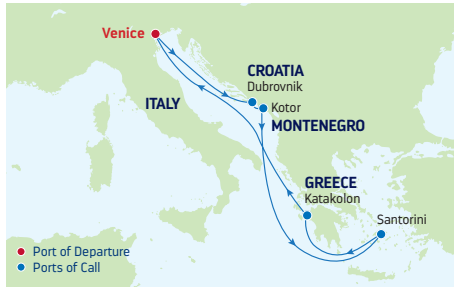 Venice
CROATIA
Dubrovnik
Kotor
ITALY
MONTENEGRO
GREECE
Katakolon
Santorini
Port of Departure
Ports of Call